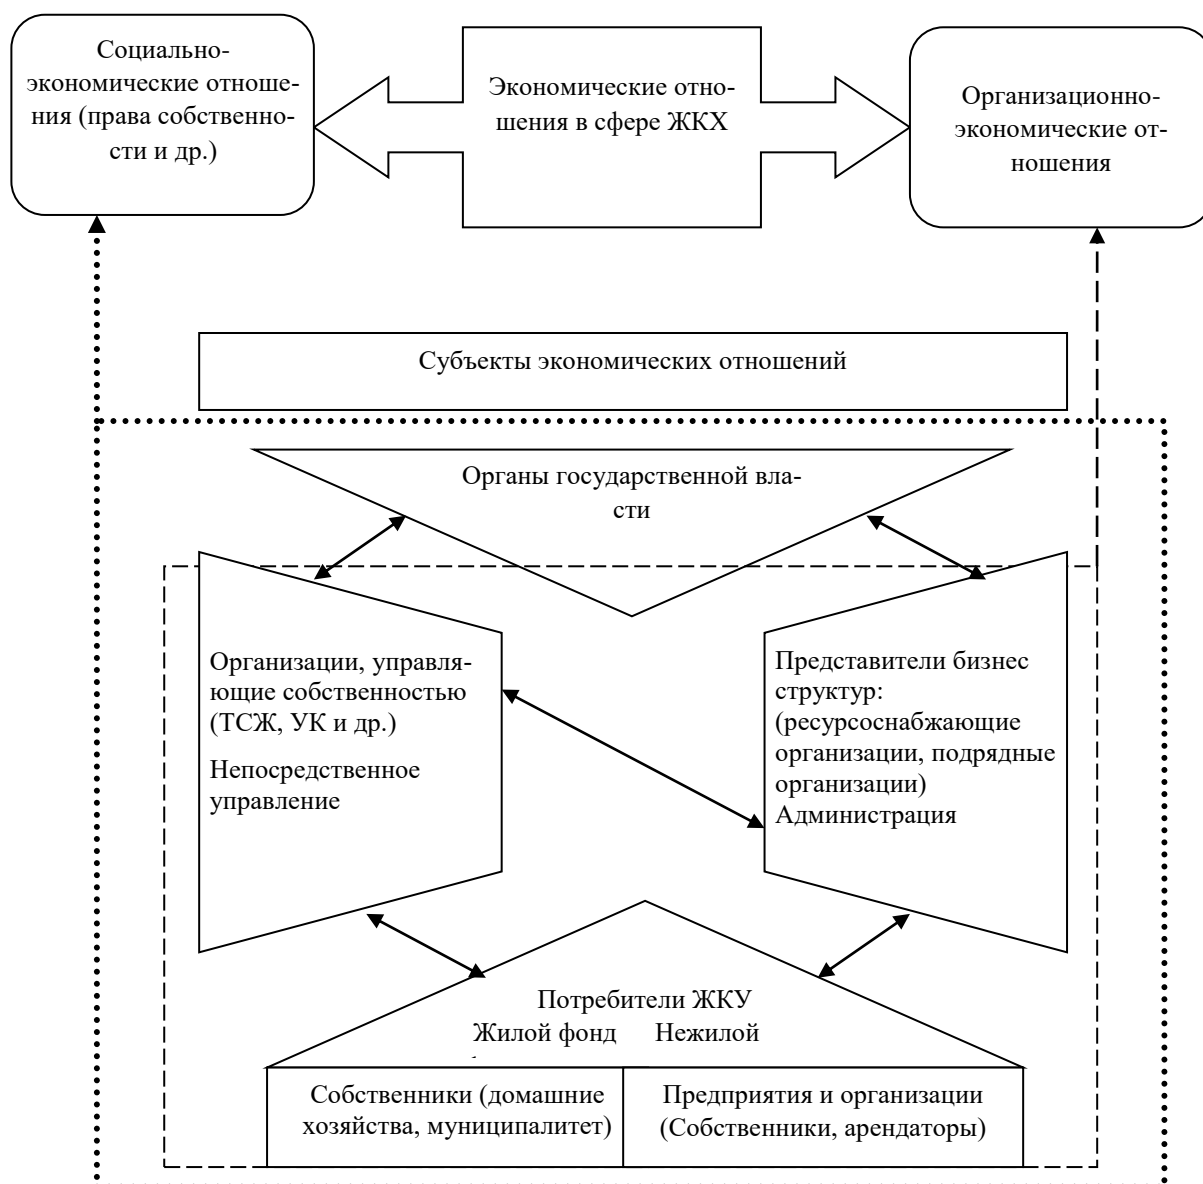 Социально-
экономические отноше-
ния (права собственно-
сти и др.)
Экономические отно-
шения в сфере ЖКХ
Организационно-
экономические от-
ношения
Субъекты экономических отношений
Органы государственной вла-
сти
Организации, управля-
ющие собственностью
(ТСЖ, УК и др.)
Непосредственное
управление
Представители бизнес
структур:
(ресурсоснабжающие
организации, подрядные
организации)
Администрация
Потребители ЖКУ
Жилой фонд Нежилой
Собственники (домашние
хозяйства, муниципалитет)
Предприятия и организации
(Собственники, арендаторы)